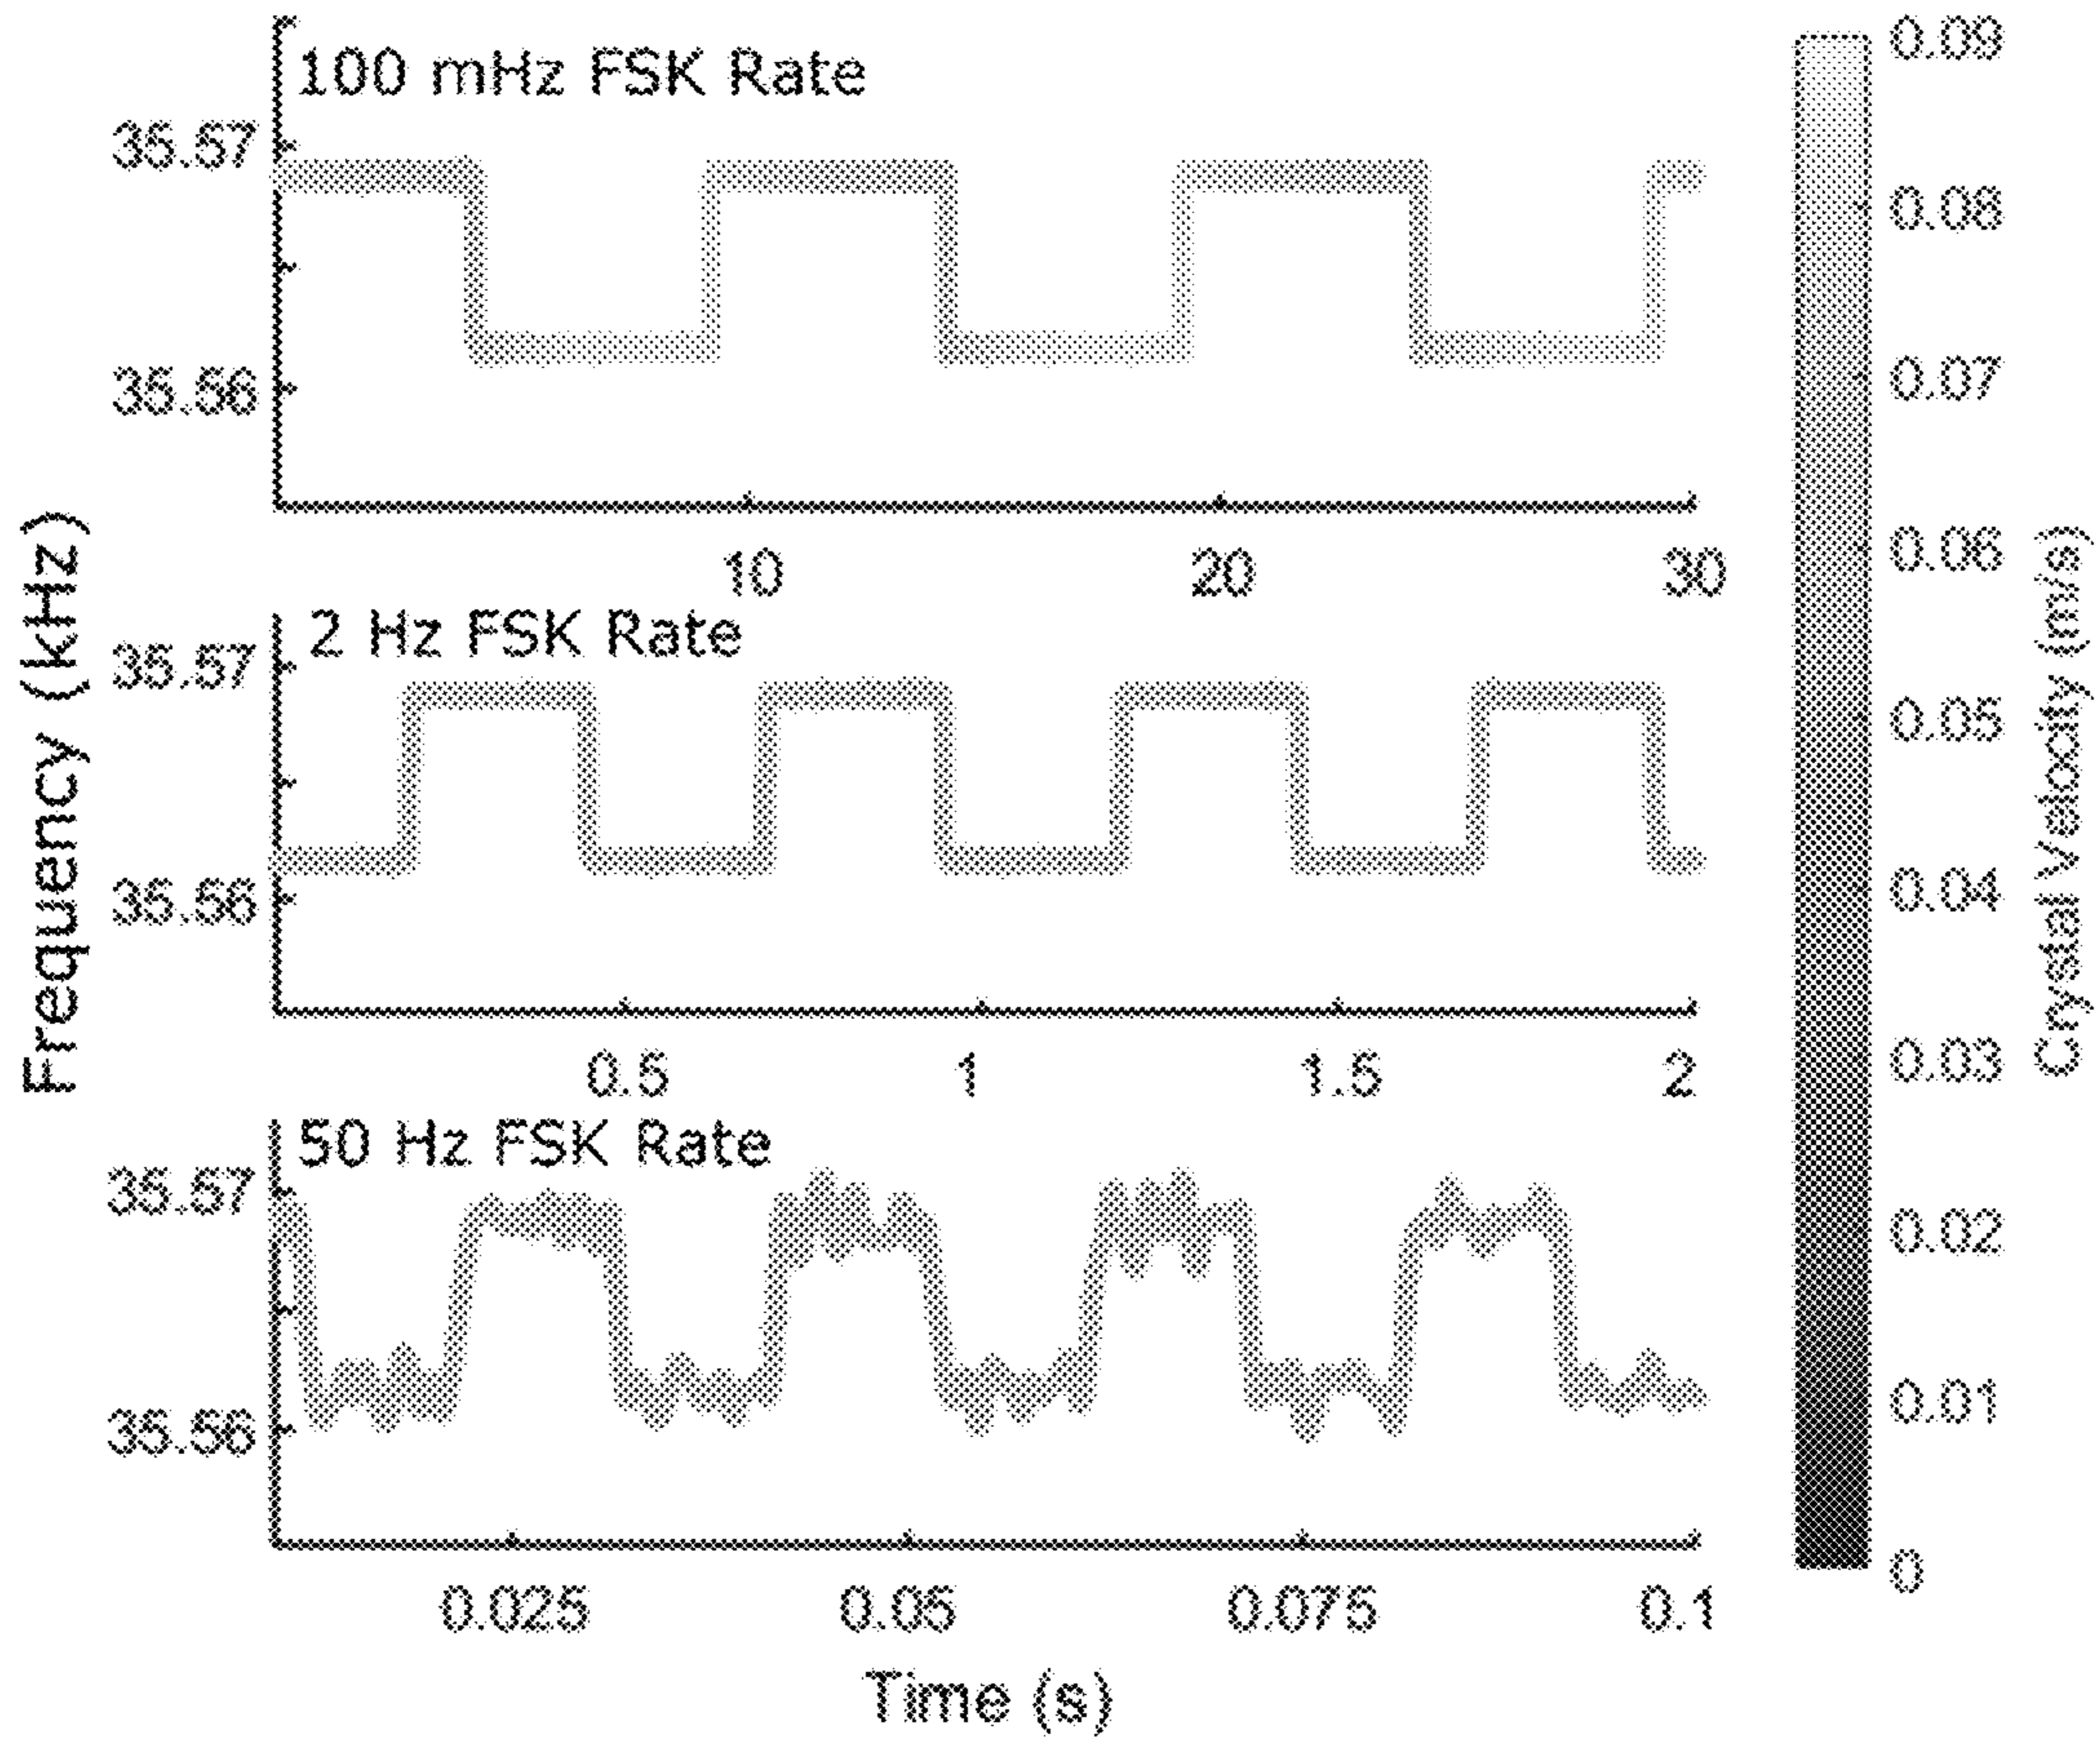 100 mHz FSK Rate
35.57
35.56
10 20 30
2 Hz FSK Rate
35.57
35.56
0.5 1 1.5 2
50 Hz FSK Rate
35.57
35.56
0.025 0.05 0.075 0.1
Time (s)
Frequency (kHz)
0.09
0.08
0.07
0.06
0.05
0.04
0.03
0.02
0.01
0
Crystal Velocity (m/s)